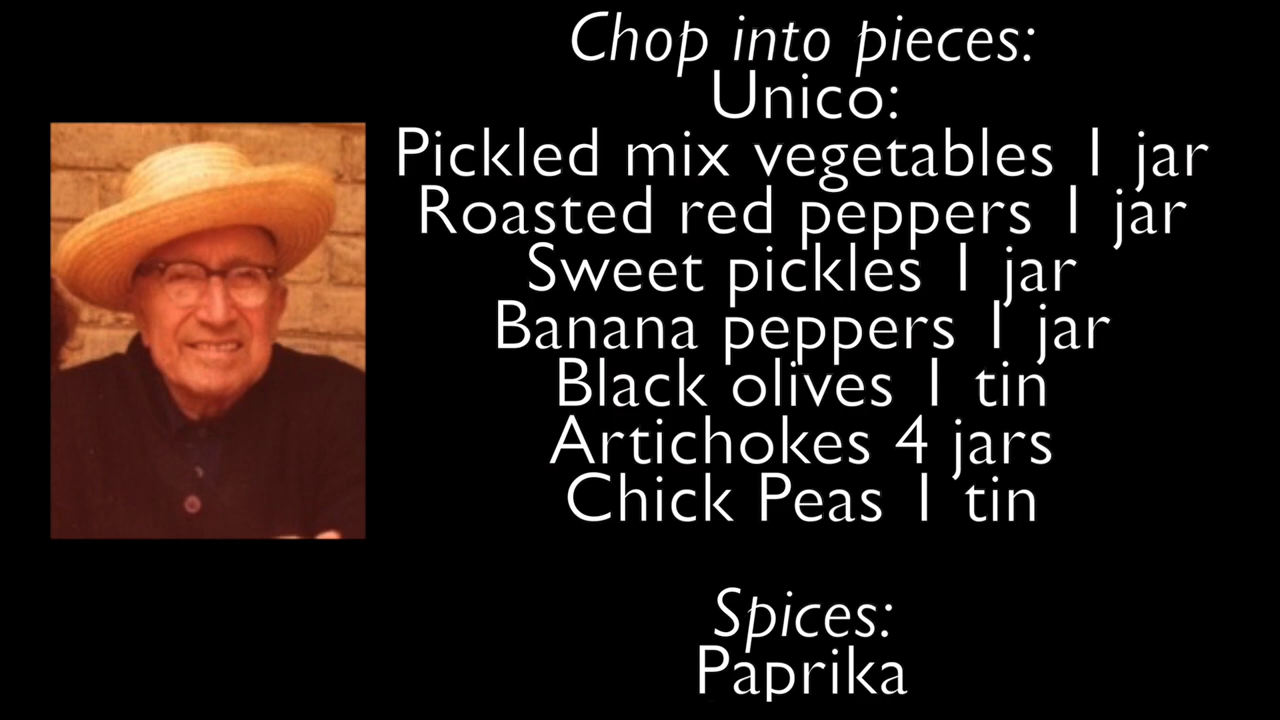 Chop into pieces:
Unico:
Pickled mix vegetables 1 jar
Roasted red peppers 1 jar
Sweet pickles 1 jar
Banana peppers 1 jar
Black olives 1 tin
Artichokes 4 jars
Chick Peas 1 tin
Spices:
Paprika